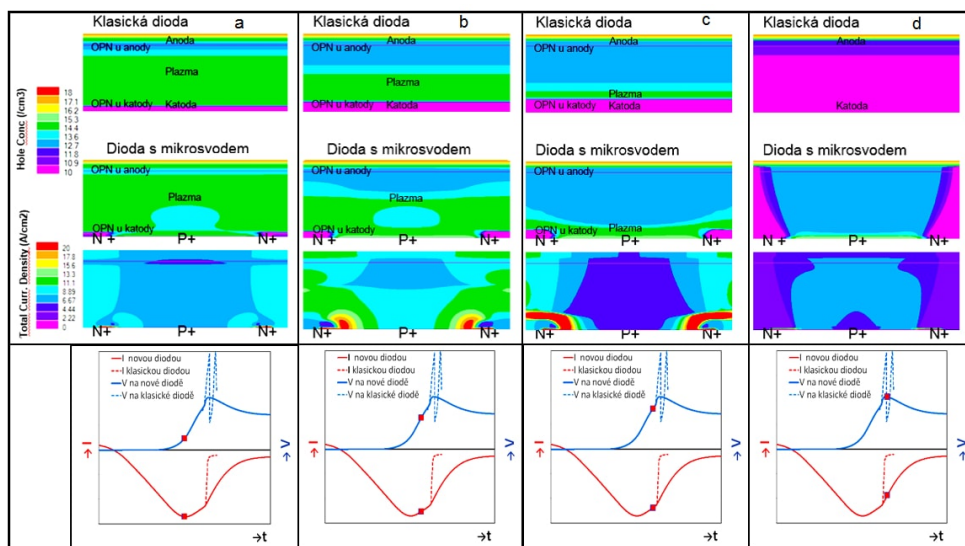 Klasická dioda a
Anoda
OPN u anody
Plazma
OPN u katody
Katoda
Klasická dioda b
Anoda
OPN u anody
Plazma
OPN u katody
Katoda
Klasická dioda c
Anoda
OPN u anody
Plazma
OPN u katody
Katoda
Klasická dioda d
Anoda
Katoda
Hole Conc (/cm3)
18
17.1
16.2
15.3
14.4
13.6
12.7
11.8
10.9
10
Dioda s mikrosvodem
OPN u anody
Plazma
OPN u katody
N+ P+ N+
Dioda s mikrosvodem
OPN u anody
Plazma
OPN u katody
N+ P+ N+
Dioda s mikrosvodem
OPN u anody
Plazma
OPN u katody
N+ P+ N+
Dioda s mikrosvodem
N+ P+ N+
Total Curr. Density (A/cm2)
20
17.8
15.6
13.3
11.1
8.89
6.67
4.44
2.22
0
N+ P+ N+
N+ P+ N+
N+ P+ N+
N+ P+ N+
I novou diodou
I klasickou diodou
V na nové diodě
V na klasické diodě
→I
→V
→t
I novou diodou
I klasickou diodou
V na nové diodě
V na klasické diodě
→I
→V
→t
I novou diodou
I klasickou diodou
V na nové diodě
V na klasické diodě
→I
→V
→t
I novou diodou
I klasickou diodou
V na nové diodě
V na klasické diodě
→I
→V
→t